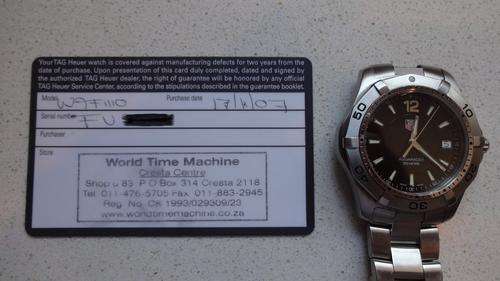 Your TAG Heuer watch is covered against manufacturing defects for two years from the
date of purchase. Upon presentation of this card duly completed, dated and signed
by the authorized TAG Heuer dealer, the right of guarantee will be honored by any official
TAG Heuer Service Center, according to the stipulations described in the guarantee booklet.
Model
Purchase date
Serial number FU
Purchaser
Store
World Time Machine
Cresta Centre
Shop u 83 P O Box 314 Cresta 2118
Tel 011-476-5705 Fax 011-883-2945
Reg. No. CK 1993/029309/23
www.worldtimemachine.co.za